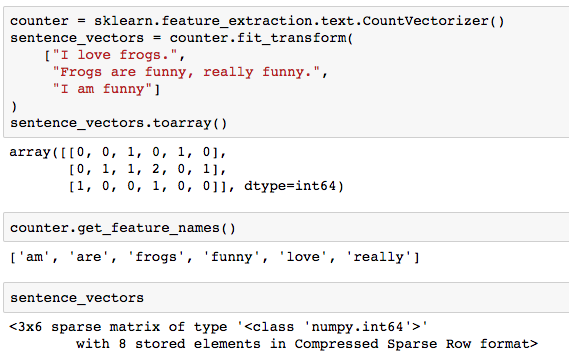 counter = sklearn.feature_extraction.text.CountVectorizer()
sentence_vectors = counter.fit_transform(
    ["I love frogs.",
     "Frogs are funny, really funny.",
     "I am funny"]
)
sentence_vectors.toarray()
array([[0, 0, 1, 0, 1, 0],
       [0, 1, 1, 2, 0, 1],
       [1, 0, 0, 1, 0, 0]], dtype=int64)
counter.get_feature_names()
['am', 'are', 'frogs', 'funny', 'love', 'really']
sentence_vectors
<3x6 sparse matrix of type '<class 'numpy.int64'>'
        with 8 stored elements in Compressed Sparse Row format>